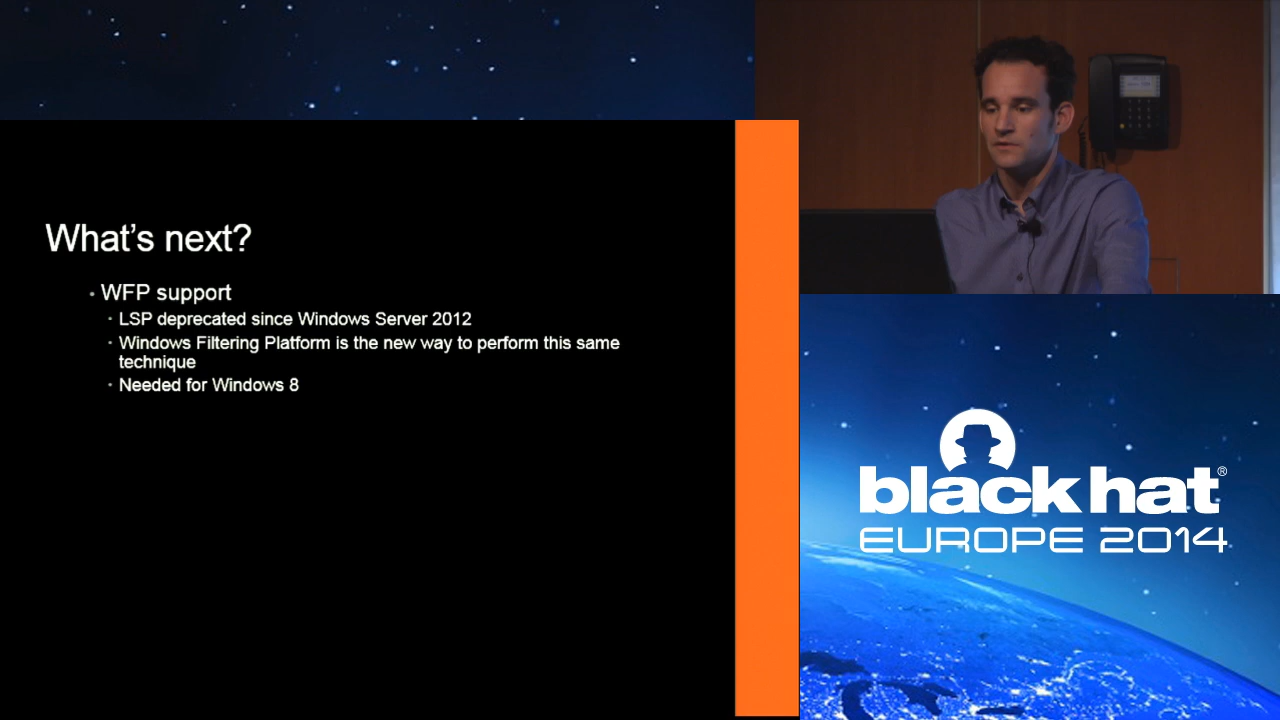 What's next?
• WFP support
• LSP deprecated since Windows Server 2012
• Windows Filtering Platform is the new way to perform this same
technique
• Needed for Windows 8
black hat®
EUROPE 2014